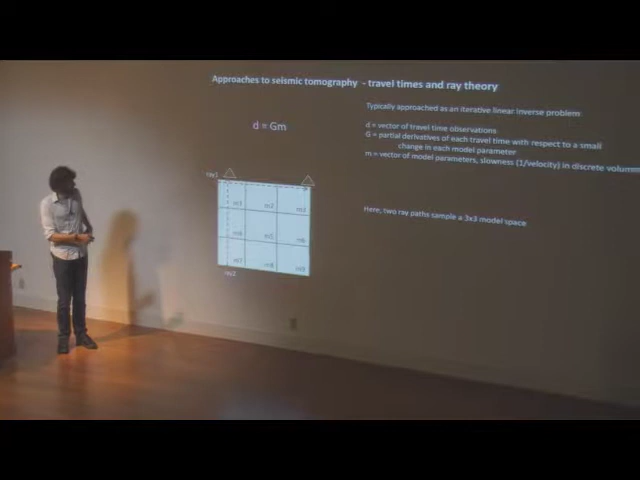 Approaches to seismic tomography - travel times and ray theory
Typically approached as an iterative linear inverse problem
d = Gm
d = vector of travel time observations
G = partial derivatives of each travel time with respect to a small
change in each model parameter
m = vector of model parameters, slowness (1/velocity) in discrete volumes
m1 m2 m3
Here, two ray paths sample a 3x3 model space
m4 m5 m6
m7 m8 m9